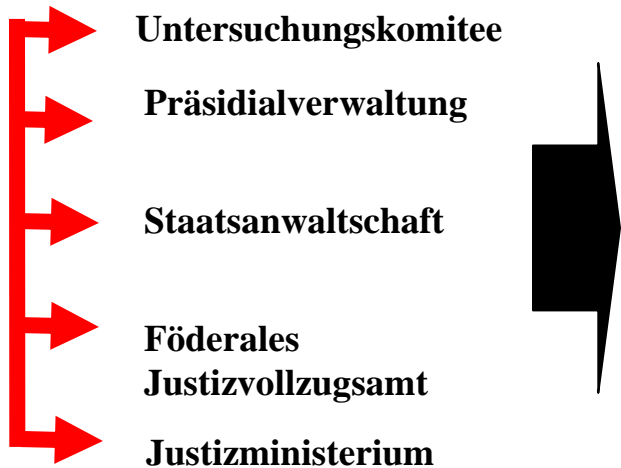 Untersuchungskomitee
Präsidialverwaltung
Staatsanwaltschaft
Föderales
Justizvollzugsamt
Justizministerium